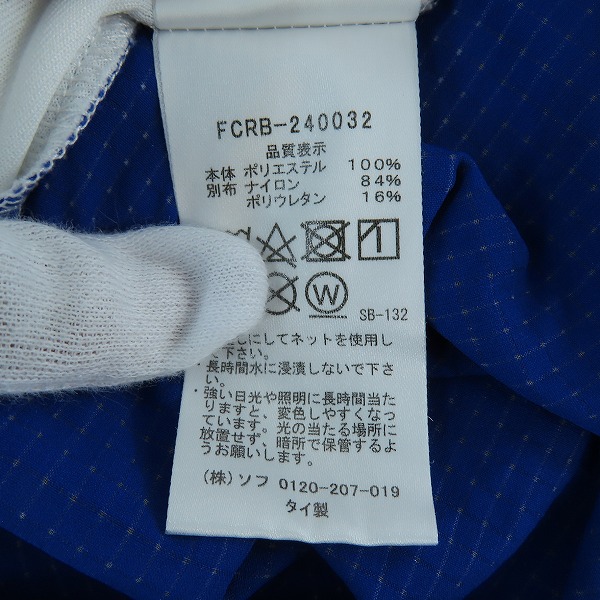 FCRB-240032
品質表示
本体 ポリエステル 100%
別布 ナイロン 84%
ポリウレタン 16%
W
SB-132
にしてネットを使用し
て下さい。
・長時間水に浸漬しないで下さ
い。
・強い日光や照明に長時間当た
りますと、変色しやすくなっ
ています。光の当たる場所に
放置せず、暗所で保管するよ
うお願いします。
(株)ソフ 0120-207-019
タイ製